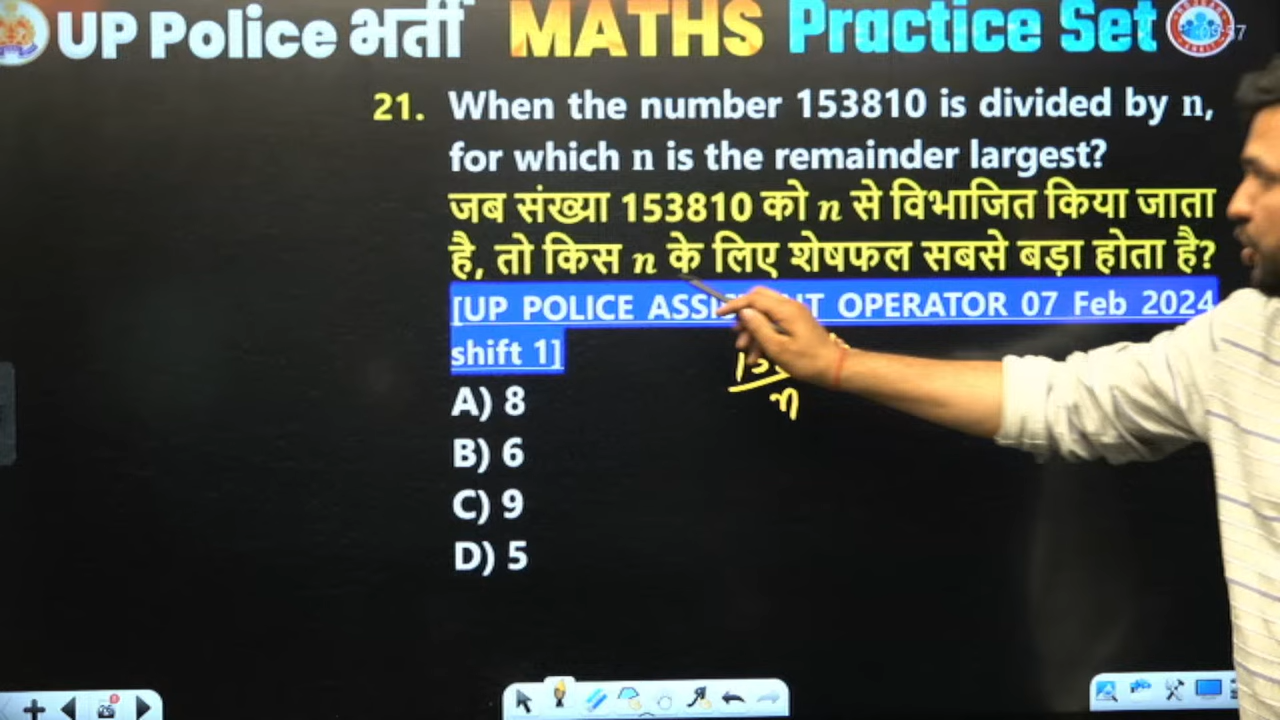 UP Police भर्ती MATHS Practice Set
21. When the number 153810 is divided by n,
for which n is the remainder largest?
जब संख्या 153810 को n से विभाजित किया जाता
है, तो किस n के लिए शेषफल सबसे बड़ा होता है?
[UP POLICE OPERATOR 07 Feb 2024
shift 1]
n
A) 8
B) 6
C) 9
D) 5